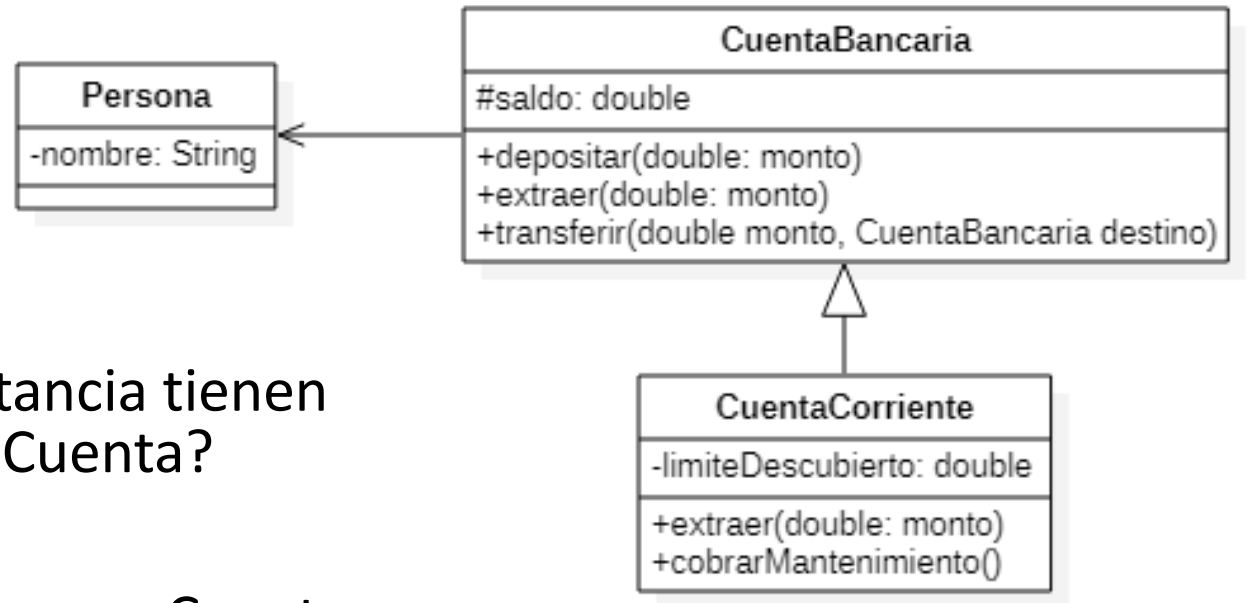 CuentaBancaria
#saldo: double
+depositar(double: monto)
+extraer(double: monto)
+transferir(double monto, CuentaBancaria destino)
Persona
-nombre: String
tancia tienen
Cuenta?
CuentaCorriente
-limiteDescubierto: double
+extraer(double: monto)
+cobrarMantenimiento()